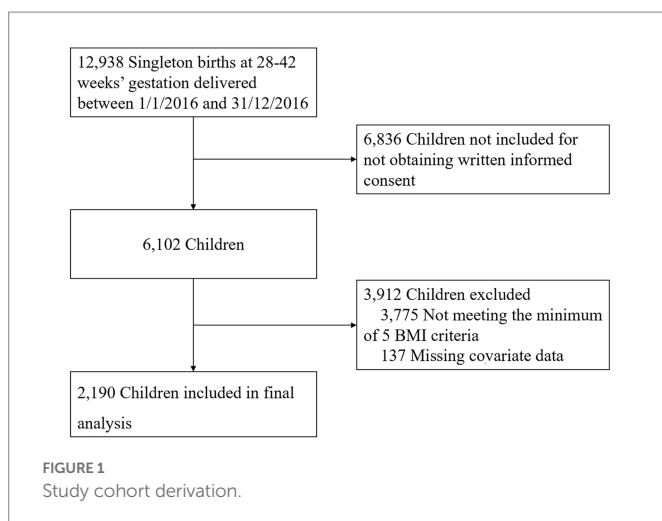 12,938 Singleton births at 28-42
weeks' gestation delivered
between 1/1/2016 and 31/12/2016
6,836 Children not included for
not obtaining written informed
consent
6,102 Children
3,912 Children excluded
3,775 Not meeting the minimum
of 5 BMI criteria
137 Missing covariate data
2,190 Children included in final
analysis
FIGURE 1
Study cohort derivation.